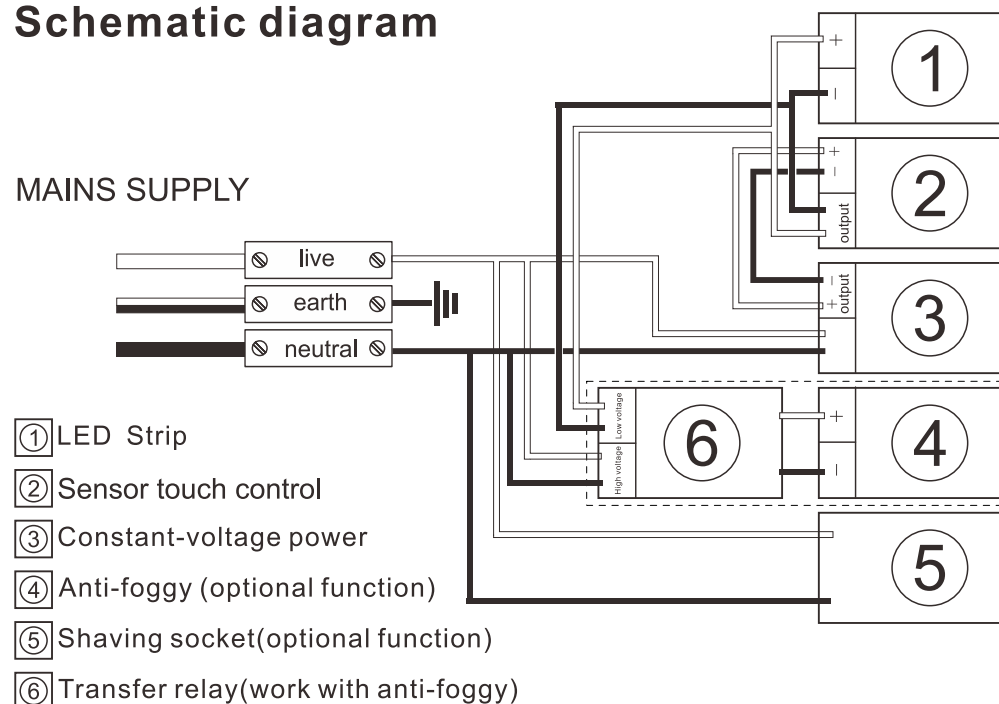 Schematic diagram
MAINS SUPPLY
live
earth
neutral
+
−
1
+
−
output
2
−
+
output
3
Low voltage
High voltage
6
+
−
4
5
① LED Strip
② Sensor touch control
③ Constant-voltage power
④ Anti-foggy (optional function)
⑤ Shaving socket(optional function)
⑥ Transfer relay(work with anti-foggy)